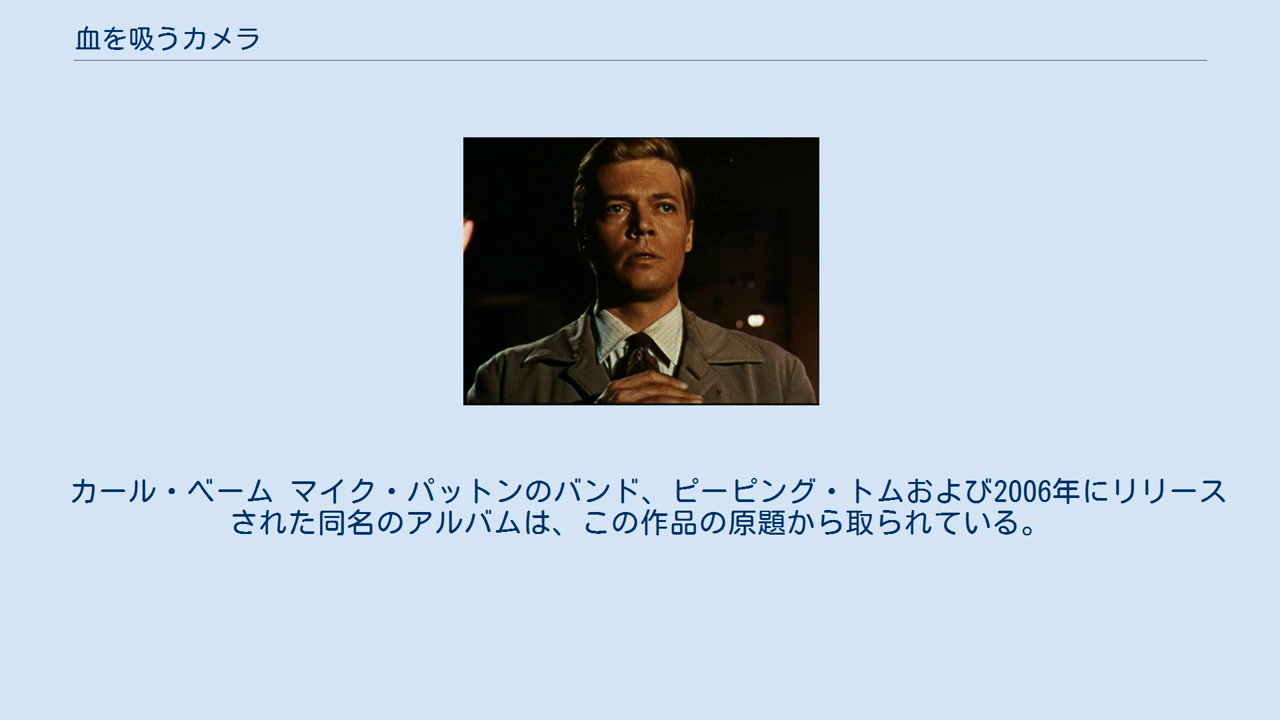 血を吸うカメラ
カール・ベーム マイク・パットンのバンド、ピーピング・トムおよび2006年にリリース
された同名のアルバムは、この作品の原題から取られている。